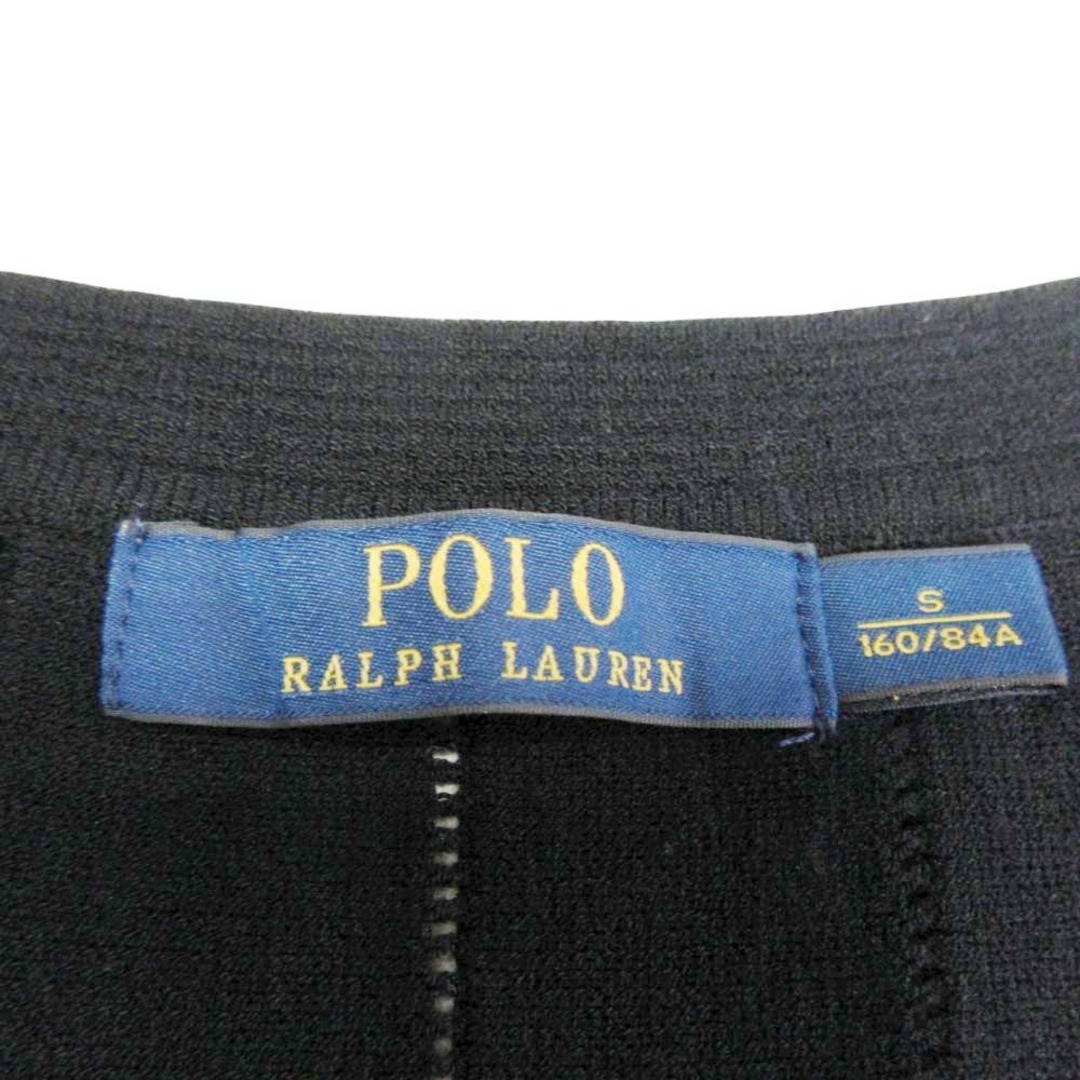 POLO
RALPH LAUREN
S
160/84A